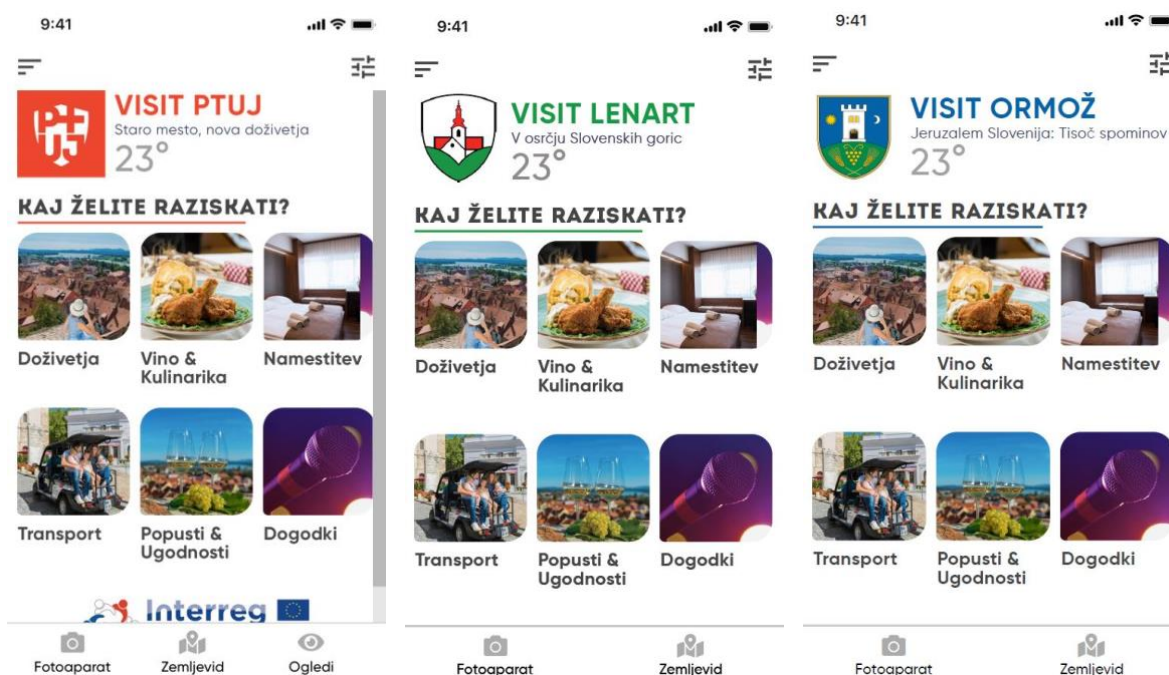 9:41
VISIT PTUJ
Staro mesto, nova doživetja
23°
KAJ ŽELITE RAZISKATI?
Doživetja
Vino &
Kulinarika
Namestitev
Transport
Popusti &
Ugodnosti
Dogodki
Interreg
Fotoaparat
Zemljevid
Ogledi
9:41
VISIT LENART
V osrčju Slovenskih goric
23°
KAJ ŽELITE RAZISKATI?
Doživetja
Vino &
Kulinarika
Namestitev
Transport
Popusti &
Ugodnosti
Dogodki
Fotoaparat
Zemljevid
9:41
VISIT ORMOŽ
Jeruzalem Slovenija: Tisoč spominov
23°
KAJ ŽELITE RAZISKATI?
Doživetja
Vino &
Kulinarika
Namestitev
Transport
Popusti &
Ugodnosti
Dogodki
Fotoaparat
Zemljevid